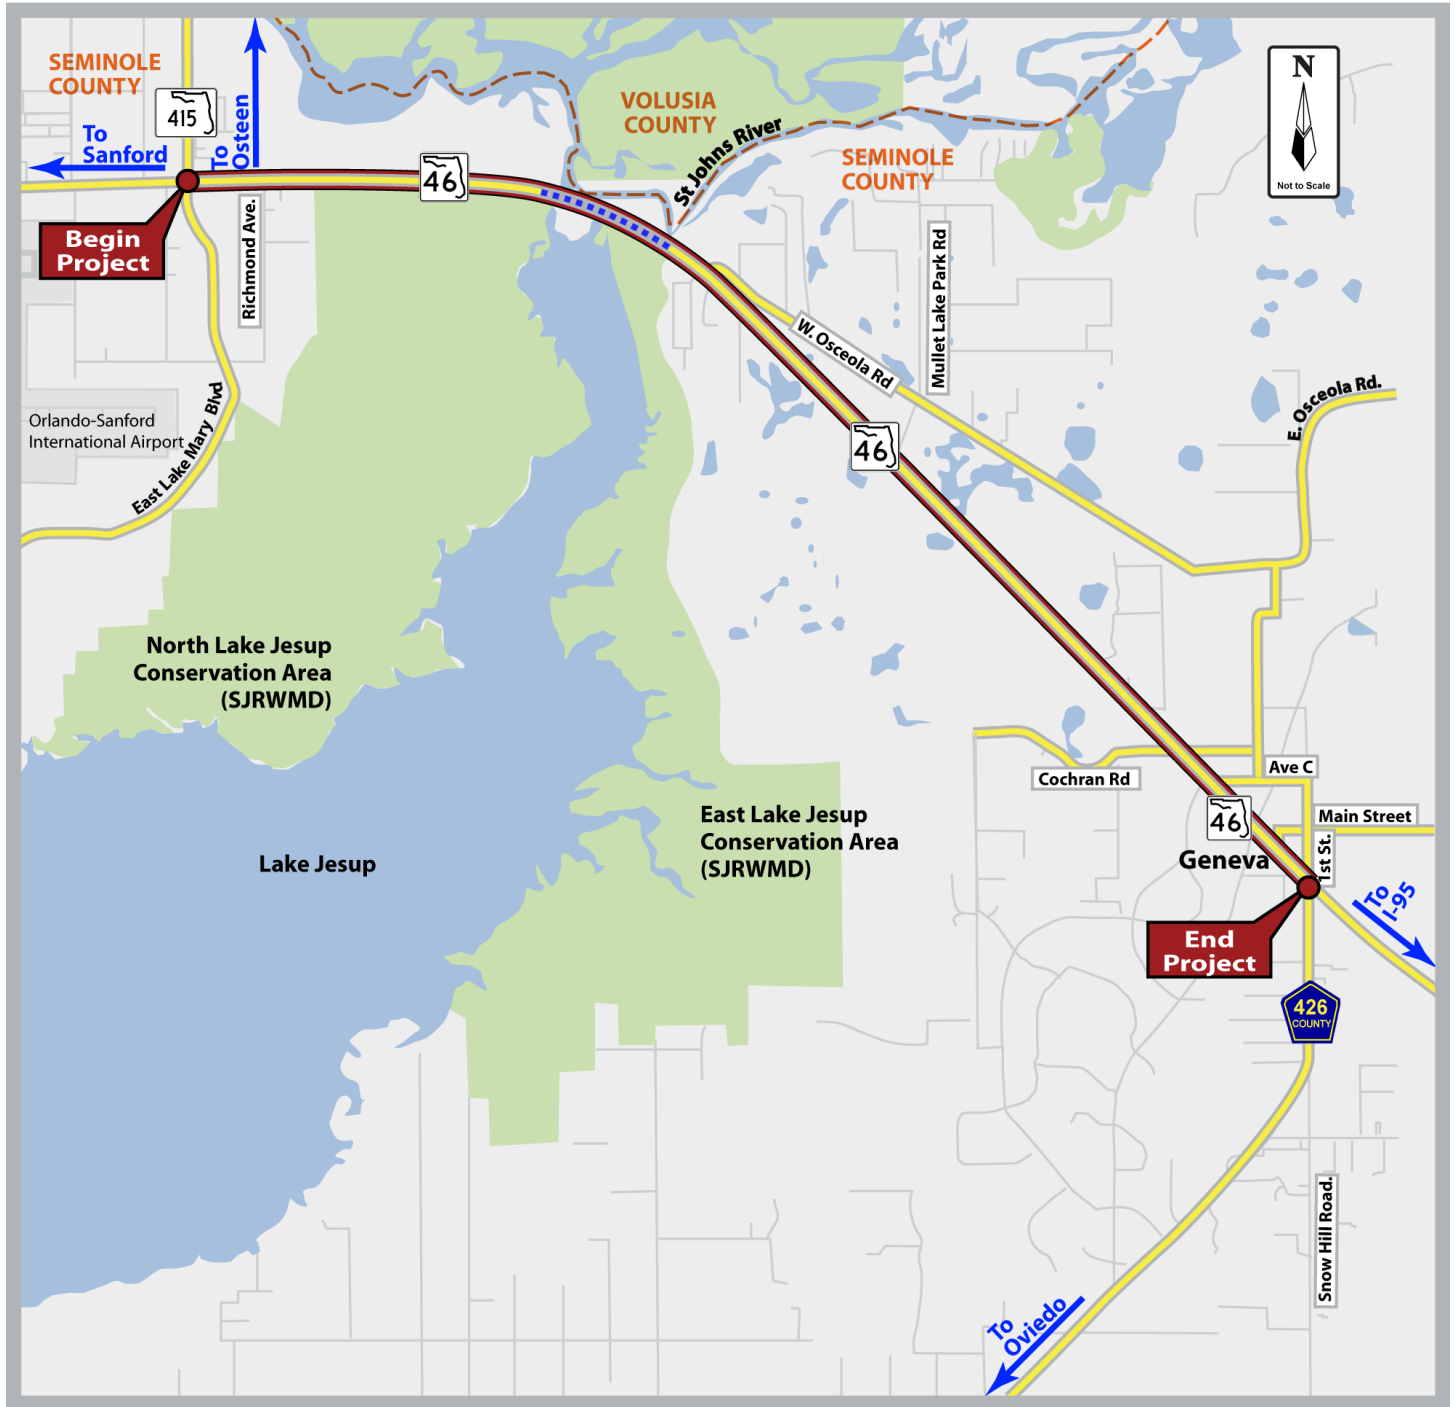 SEMINOLE
COUNTY
415
To
Sanford
To
Osteen
46
VOLUSIA
COUNTY
St Johns River
SEMINOLE
COUNTY
N
Not to Scale
Begin
Project
Richmond Ave.
Mullet Lake Park Rd
W. Osceola Rd
E. Osceola Rd.
Orlando-Sanford
International Airport
East Lake Mary Blvd
46
North Lake Jesup
Conservation Area
(SJRWMD)
Cochran Rd
Ave C
46
Main Street
East Lake Jesup
Conservation Area
(SJRWMD)
Lake Jesup
Geneva
1st St.
To
I-95
End
Project
426
COUNTY
Snow Hill Road.
To
Oviedo